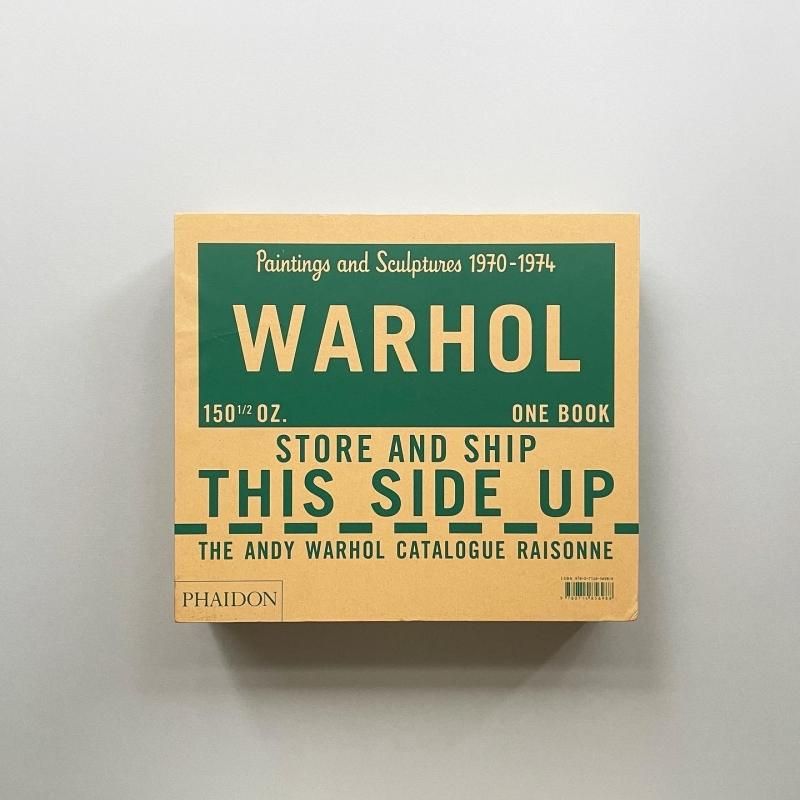 Paintings and Sculptures 1970-1974
WARHOL
150 1/2 OZ.
ONE BOOK
STORE AND SHIP
THIS SIDE UP
THE ANDY WARHOL CATALOGUE RAISONNE
PHAIDON